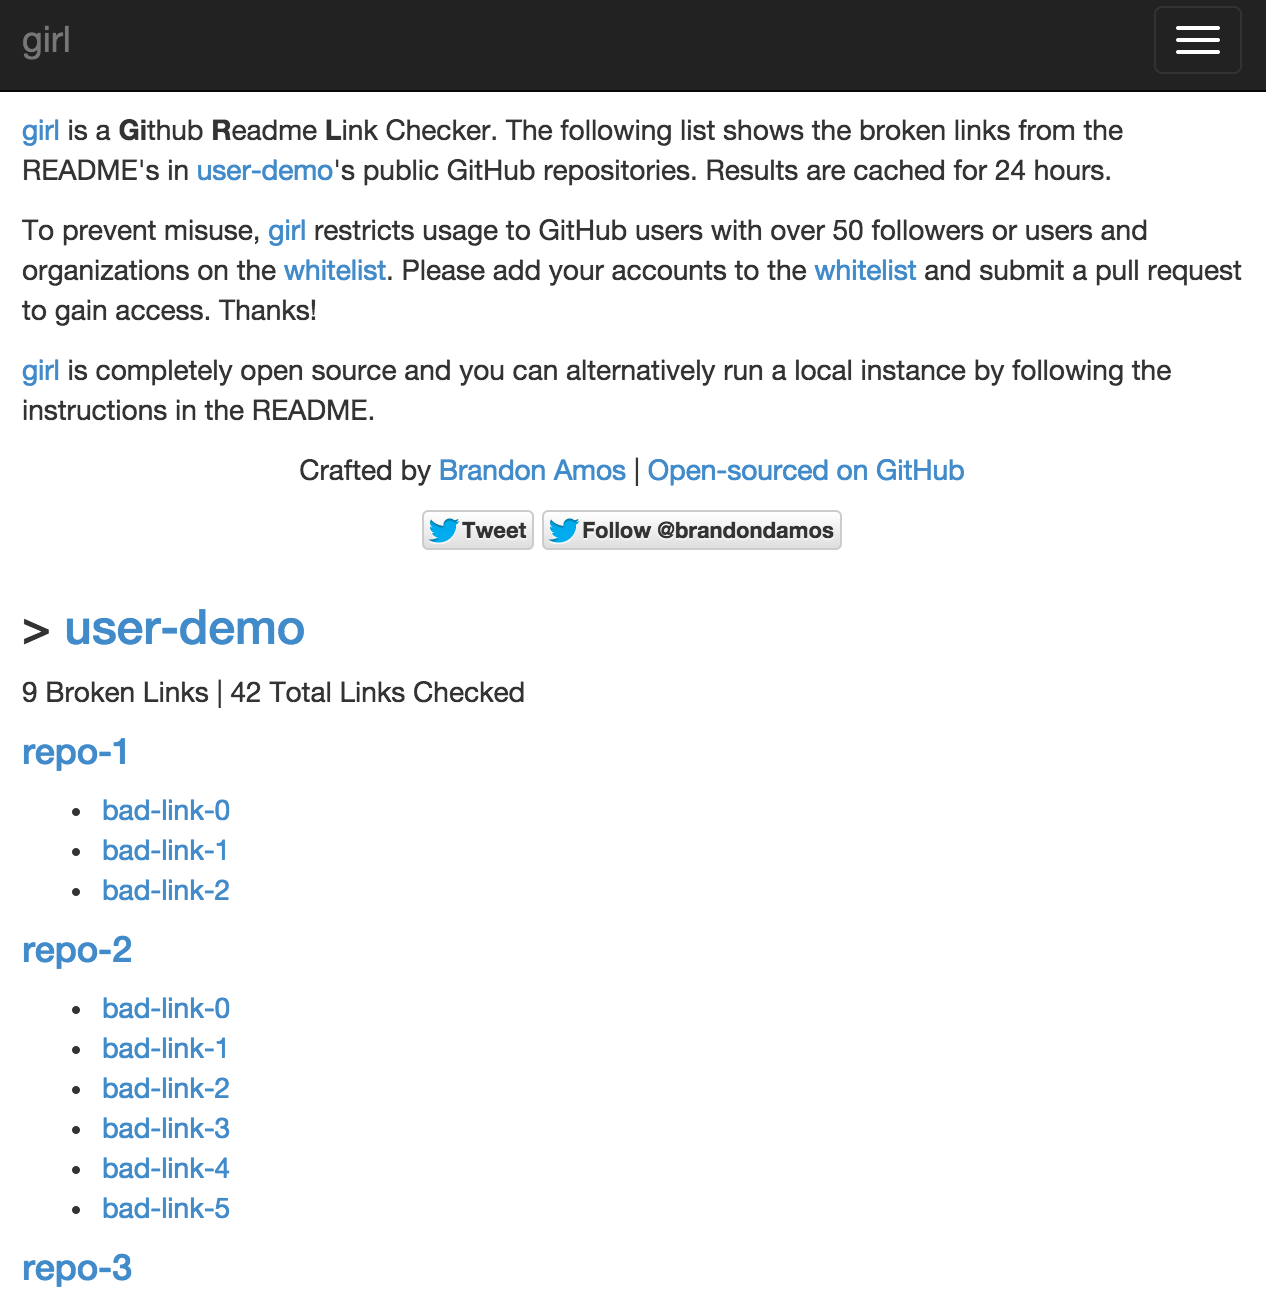 girl
girl is a Github Readme Link Checker. The following list shows the broken links from the
README's in user-demo's public GitHub repositories. Results are cached for 24 hours.
To prevent misuse, girl restricts usage to GitHub users with over 50 followers or users and
organizations on the whitelist. Please add your accounts to the whitelist and submit a pull request
to gain access. Thanks!
girl is completely open source and you can alternatively run a local instance by following the
instructions in the README.
Crafted by Brandon Amos | Open-sourced on GitHub
Tweet Follow @brandondamos
> user-demo
9 Broken Links | 42 Total Links Checked
repo-1
• bad-link-0
• bad-link-1
• bad-link-2
repo-2
• bad-link-0
• bad-link-1
• bad-link-2
• bad-link-3
• bad-link-4
• bad-link-5
repo-3